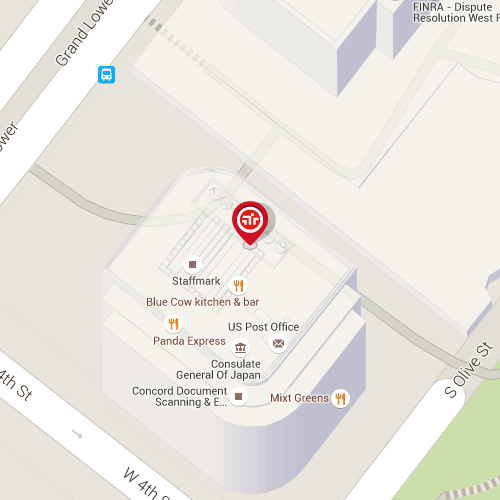 FINRA - Dispute
Resolution West R
Grand Lower
ower
Staffmark
Blue Cow kitchen & bar
US Post Office
Panda Express
Consulate
General Of Japan
Concord Document
Scanning & E...
Mixt Greens
S Olive St
4th St
W 4th S